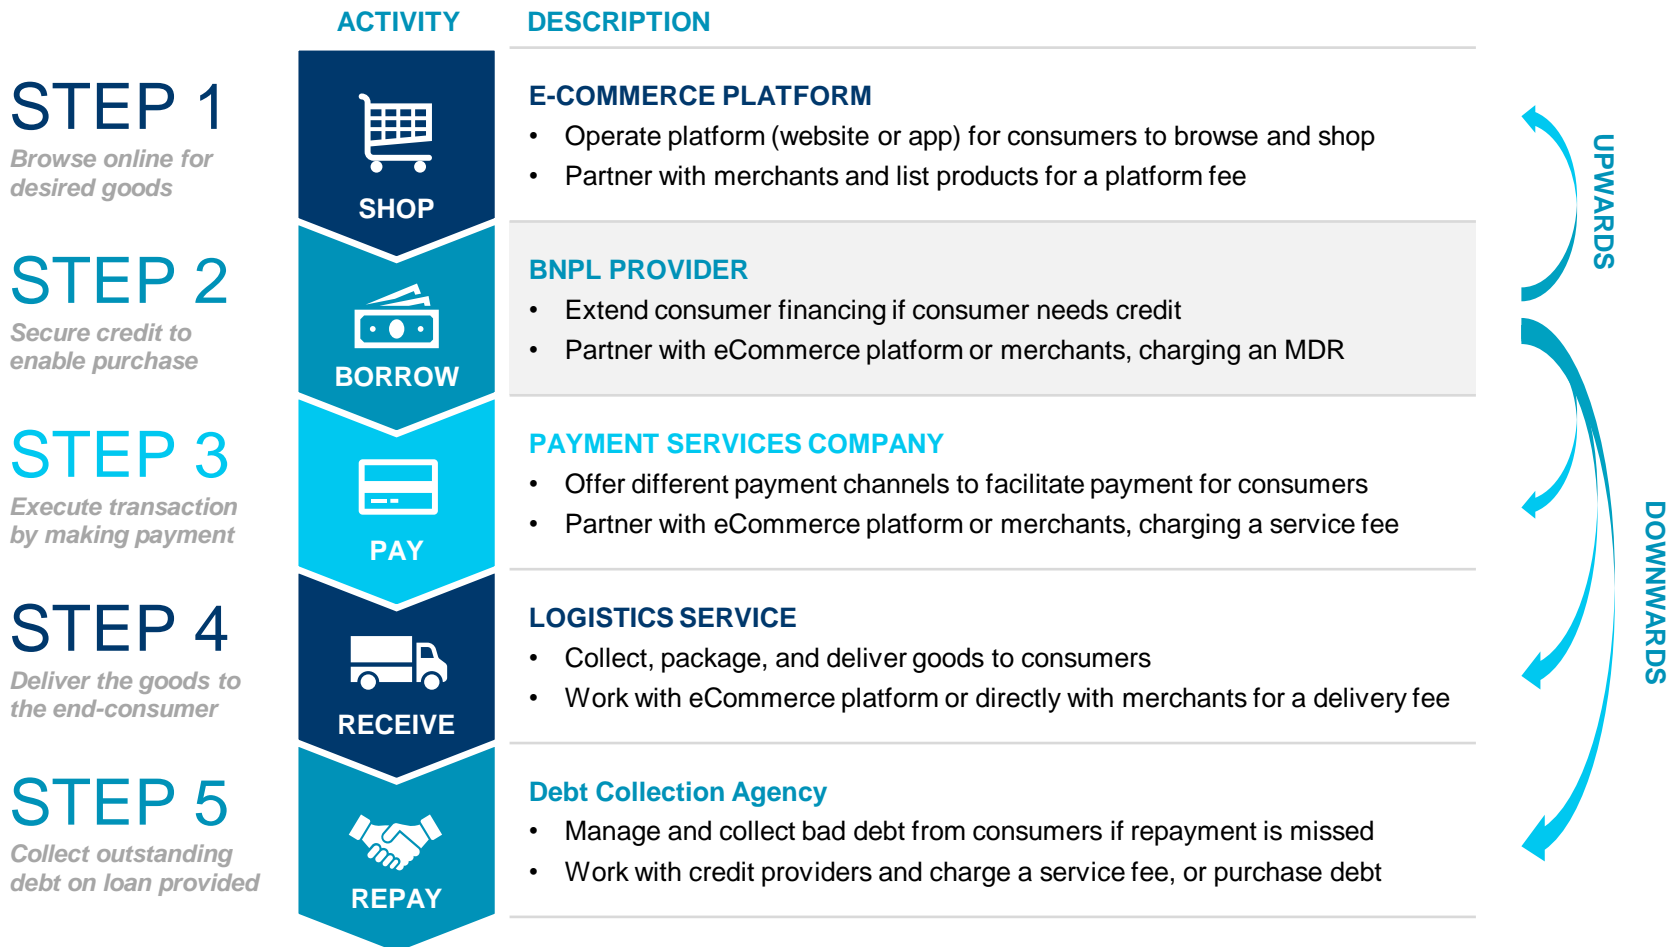 ACTIVITY
DESCRIPTION
STEP 1
Browse online for
desired goods
SHOP
E-COMMERCE PLATFORM
• Operate platform (website or app) for consumers to browse and shop
• Partner with merchants and list products for a platform fee
UPWARDS
STEP 2
Secure credit to
enable purchase
BORROW
BNPL PROVIDER
• Extend consumer financing if consumer needs credit
• Partner with eCommerce platform or merchants, charging an MDR
STEP 3
Execute transaction
by making payment
PAY
PAYMENT SERVICES COMPANY
• Offer different payment channels to facilitate payment for consumers
• Partner with eCommerce platform or merchants, charging a service fee
DOWNWARDS
STEP 4
Deliver the goods to
the end-consumer
RECEIVE
LOGISTICS SERVICE
• Collect, package, and deliver goods to consumers
• Work with eCommerce platform or directly with merchants for a delivery fee
STEP 5
Collect outstanding
debt on loan provided
REPAY
Debt Collection Agency
• Manage and collect bad debt from consumers if repayment is missed
• Work with credit providers and charge a service fee, or purchase debt